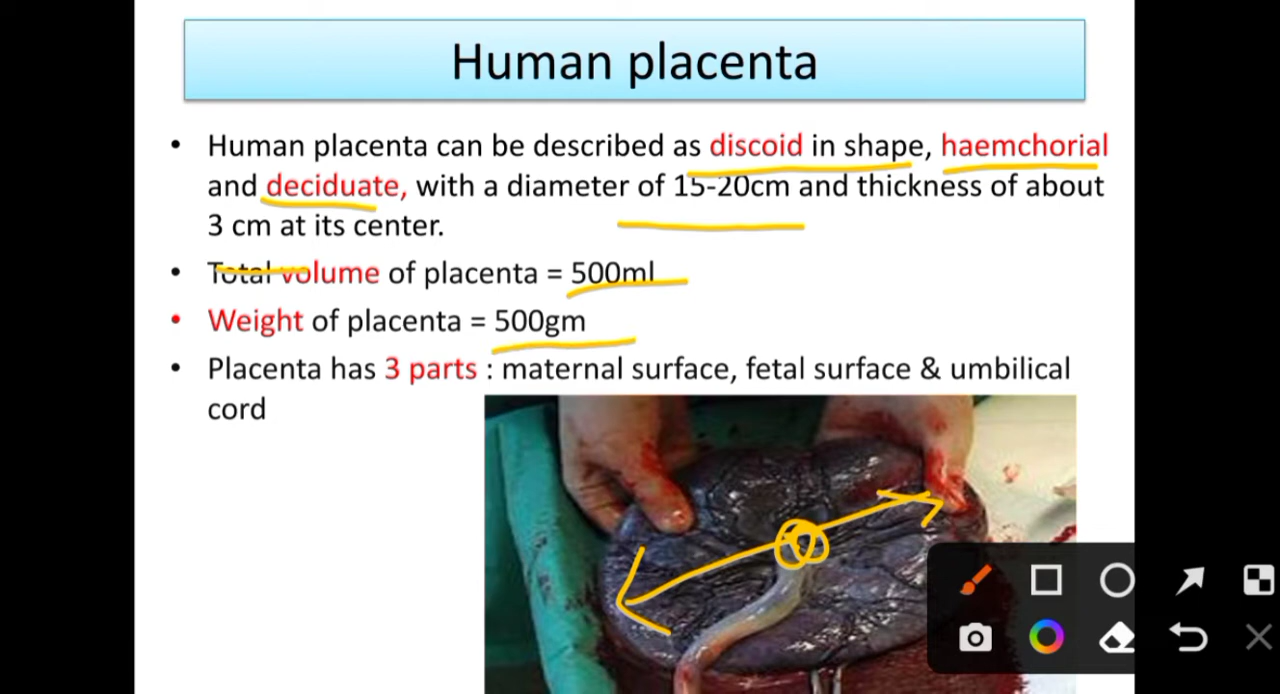 Human placenta
• Human placenta can be described as discoid in shape, haemchorial
and deciduate, with a diameter of 15-20cm and thickness of about
3 cm at its center.
• Total volume of placenta = 500ml
• Weight of placenta = 500gm
• Placenta has 3 parts : maternal surface, fetal surface & umbilical
cord